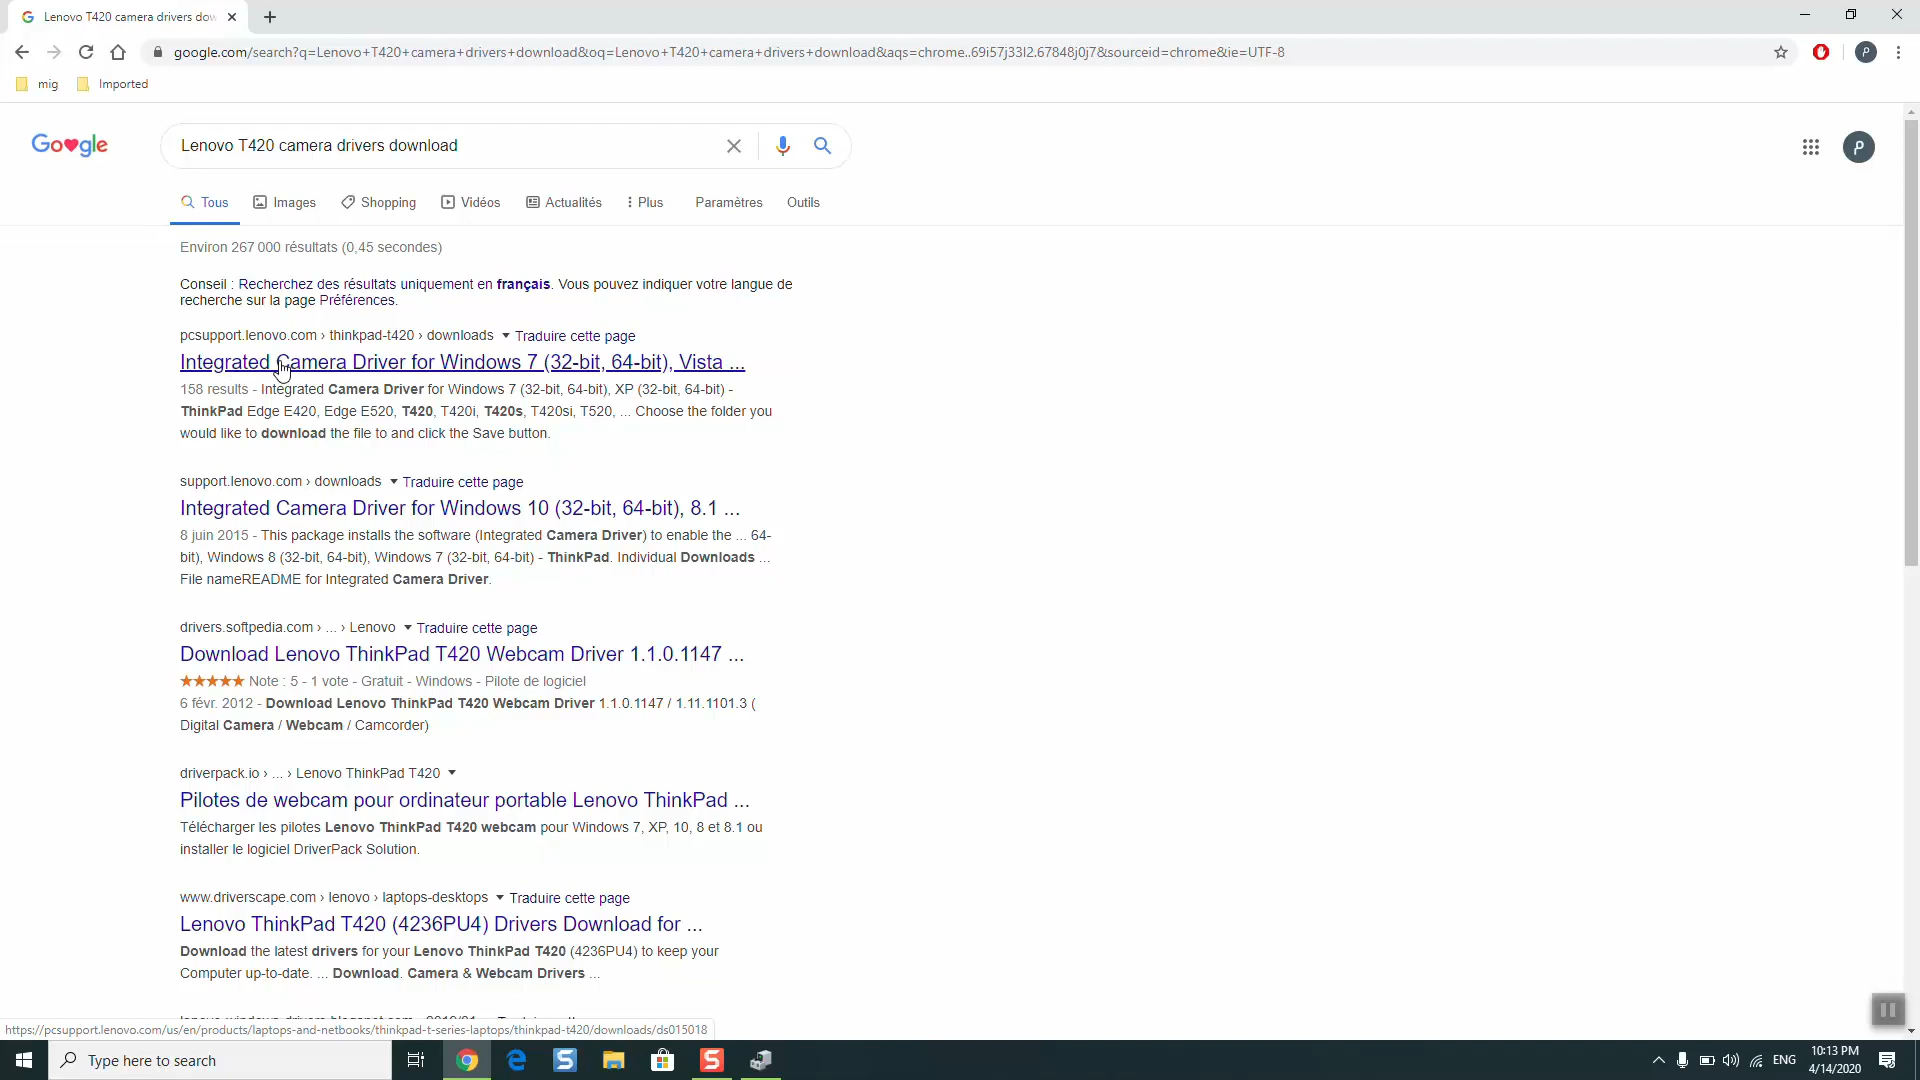 Lenovo T420 camera drivers dow
google.com/search?q=Lenovo+T420+camera+drivers+download&oq=Lenovo+T420+camera+drivers+download&aqs=chrome..69i57j33l2.67848j0j7&sourceid=chrome&ie=UTF-8
mig Imported
Google
Lenovo T420 camera drivers download
Tous Images Shopping Vidéos Actualités Plus Paramètres Outils
Environ 267 000 résultats (0,45 secondes)
Conseil : Recherchez des résultats uniquement en français. Vous pouvez indiquer votre langue de
recherche sur la page Préférences.
pcsupport.lenovo.com › thinkpad-t420 › downloads Traduire cette page
Integrated Camera Driver for Windows 7 (32-bit, 64-bit), Vista ...
158 results - Integrated Camera Driver for Windows 7 (32-bit, 64-bit), XP (32-bit, 64-bit) -
ThinkPad Edge E420, Edge E520, T420, T420i, T420s, T420si, T520, ... Choose the folder you
would like to download the file to and click the Save button.
support.lenovo.com › downloads Traduire cette page
Integrated Camera Driver for Windows 10 (32-bit, 64-bit), 8.1 ...
8 juin 2015 - This package installs the software (Integrated Camera Driver) to enable the ... 64-
bit), Windows 8 (32-bit, 64-bit), Windows 7 (32-bit, 64-bit) - ThinkPad. Individual Downloads ...
File nameREADME for Integrated Camera Driver.
drivers.softpedia.com › ... › Lenovo Traduire cette page
Download Lenovo ThinkPad T420 Webcam Driver 1.1.0.1147 ...
Note : 5 - 1 vote - Gratuit - Windows - Pilote de logiciel
6 févr. 2012 - Download Lenovo ThinkPad T420 Webcam Driver 1.1.0.1147 / 1.11.1101.3 (
Digital Camera / Webcam / Camcorder)
driverpack.io › ... › Lenovo ThinkPad T420
Pilotes de webcam pour ordinateur portable Lenovo ThinkPad ...
Télécharger les pilotes Lenovo ThinkPad T420 webcam pour Windows 7, XP, 10, 8 et 8.1 ou
installer le logiciel DriverPack Solution.
www.driverscape.com › lenovo › laptops-desktops Traduire cette page
Lenovo ThinkPad T420 (4236PU4) Drivers Download for ...
Download the latest drivers for your Lenovo ThinkPad T420 (4236PU4) to keep your
Computer up-to-date. ... Download. Camera & Webcam Drivers ...
https://pcsupport.lenovo.com/us/en/products/laptops-and-netbooks/thinkpad-t-series-laptops/thinkpad-t420/downloads/ds015018
Type here to search
ENG
10:13 PM
4/14/2020